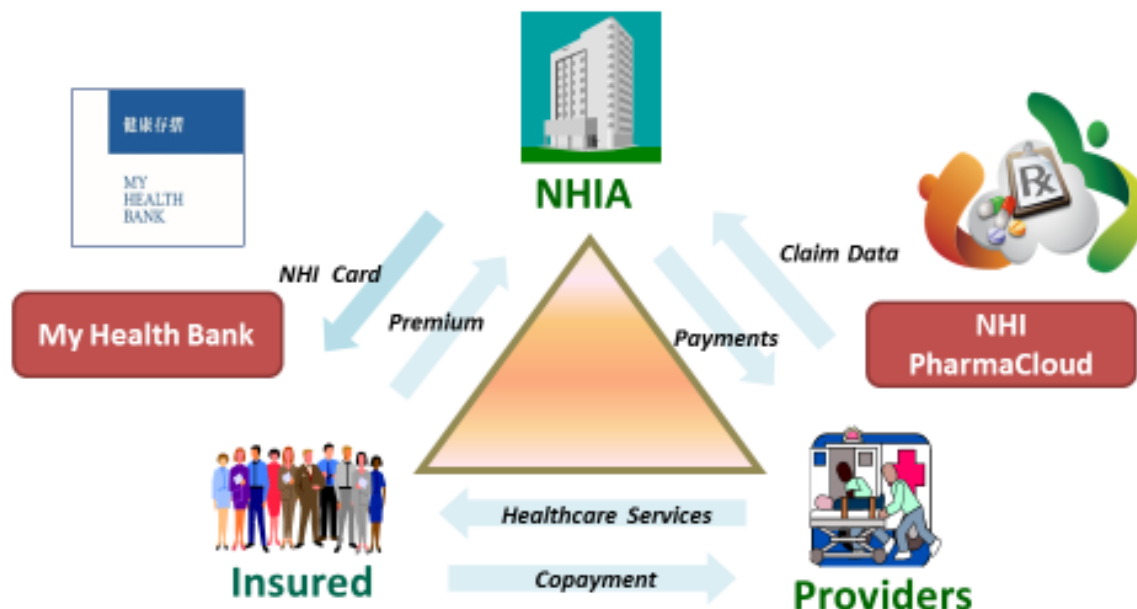 健康存摺
MY
HEALTH
BANK
NHIA
Rx
NHI Card
Claim Data
My Health Bank
Premium
Payments
NHI
PharmaCloud
Healthcare Services
Insured
Copayment
Providers